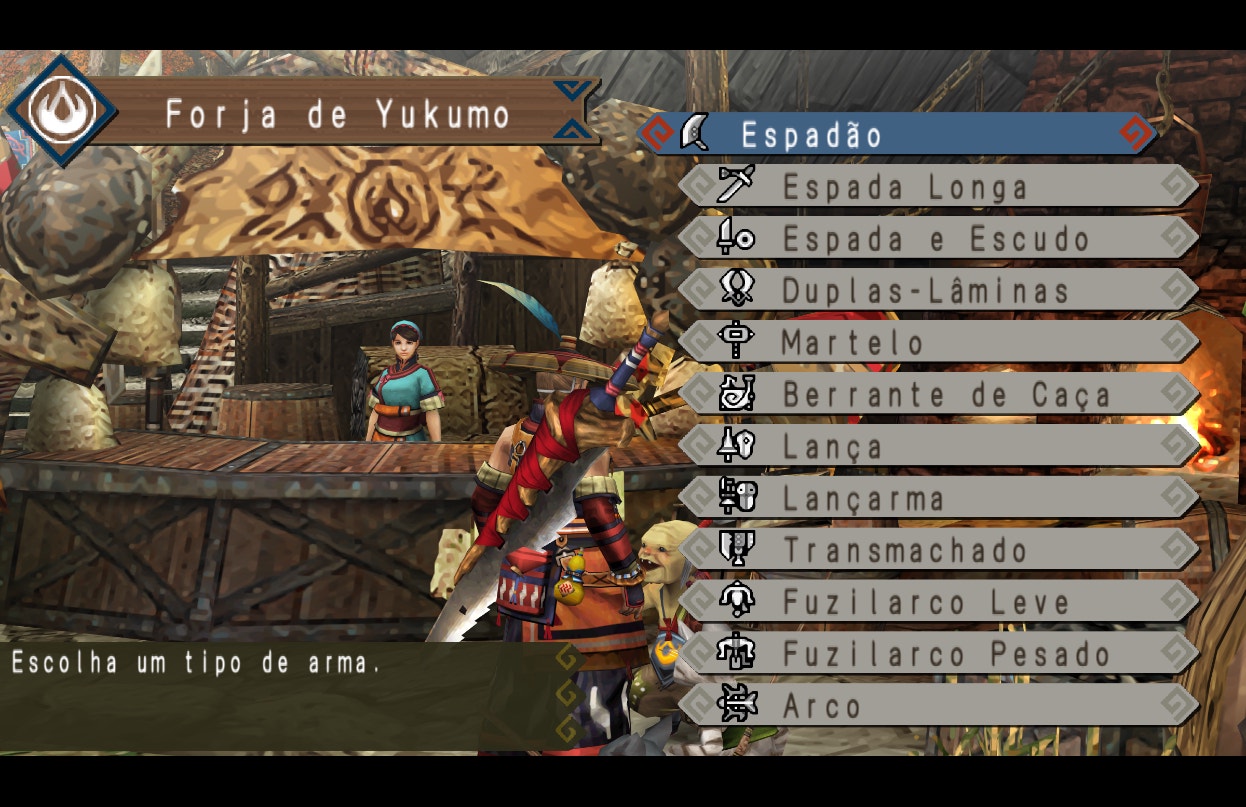 Forja de Yukumo
Espadão
Espada Longa
Espada e Escudo
Duplas-Lâminas
Martelo
Berrante de Caça
Lança
Lançarma
Transmachado
Fuzilarco Leve
Fuzilarco Pesado
Arco
Escolha um tipo de arma.